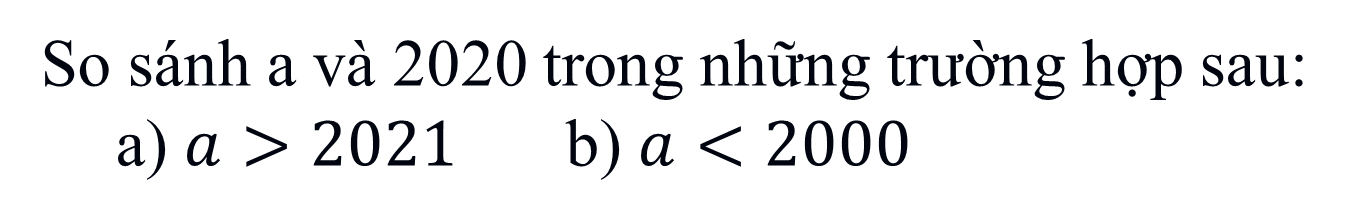 So sánh a và 2020 trong những trường hợp sau:
a) a > 2021 b) a < 2000